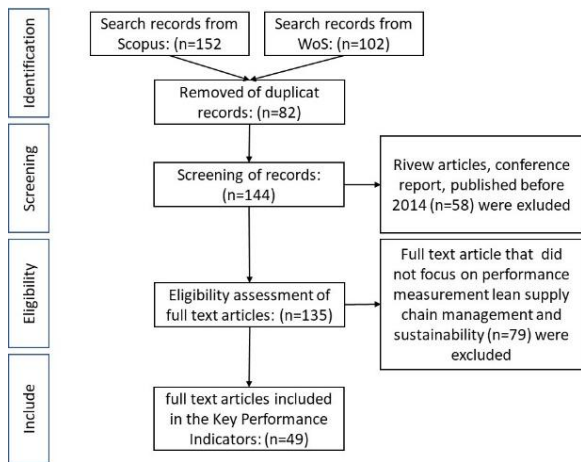 Identification
Search records from
Scopus: (n=152
Search records from
WoS: (n=102)
Removed of duplicat
records: (n=82)
Screening
Screening of records:
(n=144)
Rivew articles, conference
report, published before
2014 (n=58) were exluded
Eligibility
Eligibility assessment of
full text articles: (n=135)
Full text article that did
not focus on performance
measurement lean supply
chain management and
sustainability (n=79) were
excluded
Include
full text articles included
in the Key Performance
Indicators: (n=49)